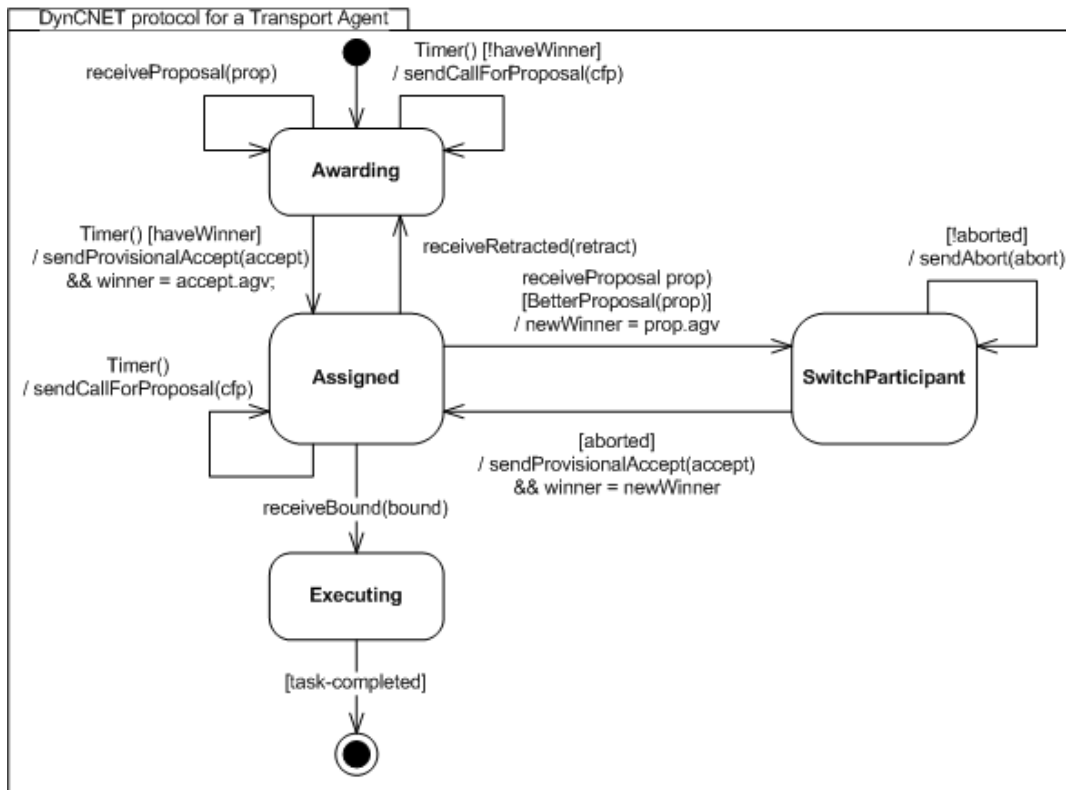 DynCNET protocol for a Transport Agent
Timer() [!haveWinner]
/ sendCallForProposal(cfp)
receiveProposal(prop)
Awarding
Timer() [haveWinner]
/ sendProvisionalAccept(accept)
&& winner = accept.agv;
receiveRetracted(retract)
receiveProposal prop)
[BetterProposal(prop)]
/ newWinner = prop.agv
[!aborted]
/ sendAbort(abort)
Timer()
/ sendCallForProposal(cfp)
Assigned
SwitchParticipant
[aborted]
/ sendProvisionalAccept(accept)
&& winner = newWinner
receiveBound(bound)
Executing
[task-completed]